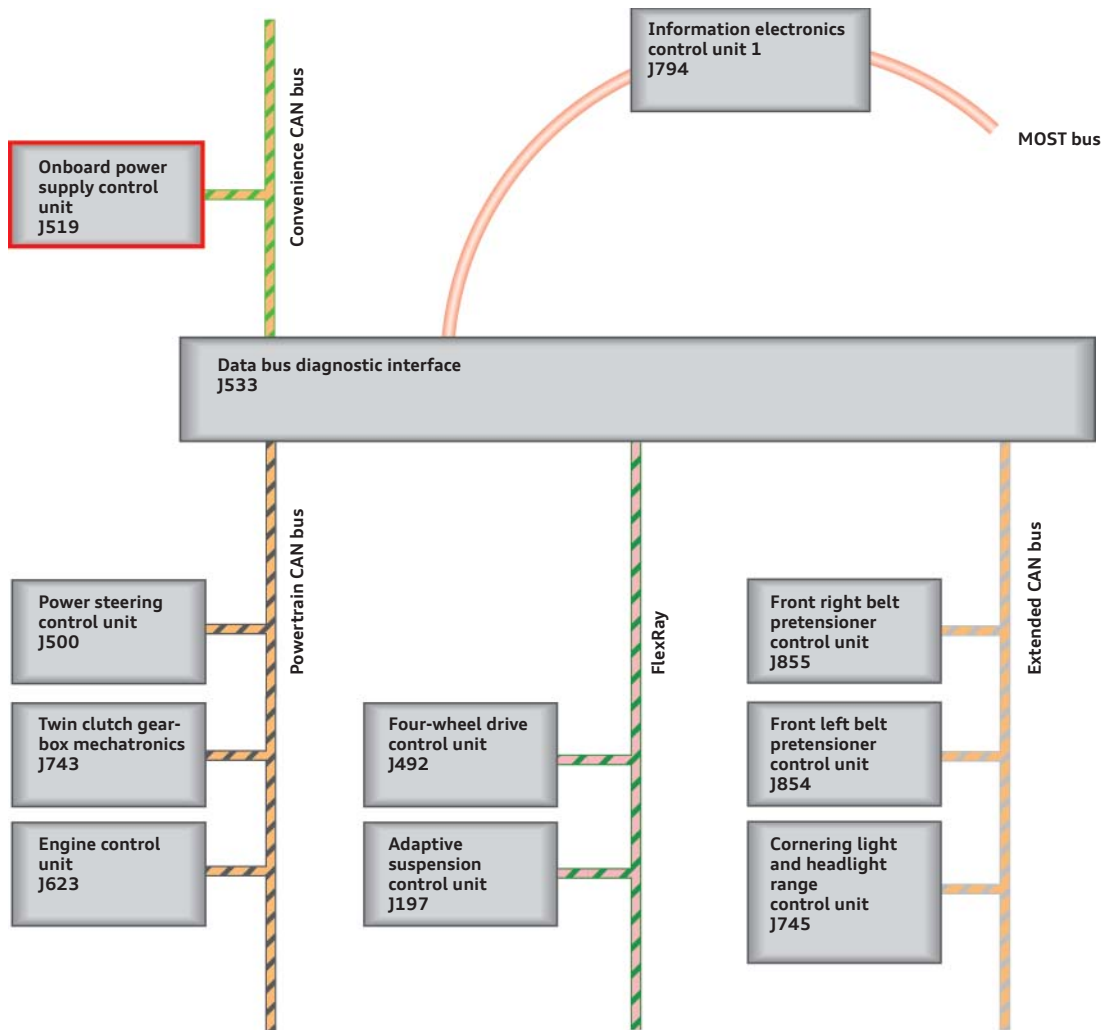 Information electronics
control unit 1
J794
MOST bus
Convenience CAN bus
Onboard power
supply control
unit
J519
Data bus diagnostic interface
J533
Powertrain CAN bus
Power steering
control unit
J500
Twin clutch gear-
box mechatronics
J743
Engine control
unit
J623
FlexRay
Four-wheel drive
control unit
J492
Adaptive
suspension
control unit
J197
Extended CAN bus
Front right belt
pretensioner
control unit
J855
Front left belt
pretensioner
control unit
J854
Cornering light
and headlight
range
control unit
J745